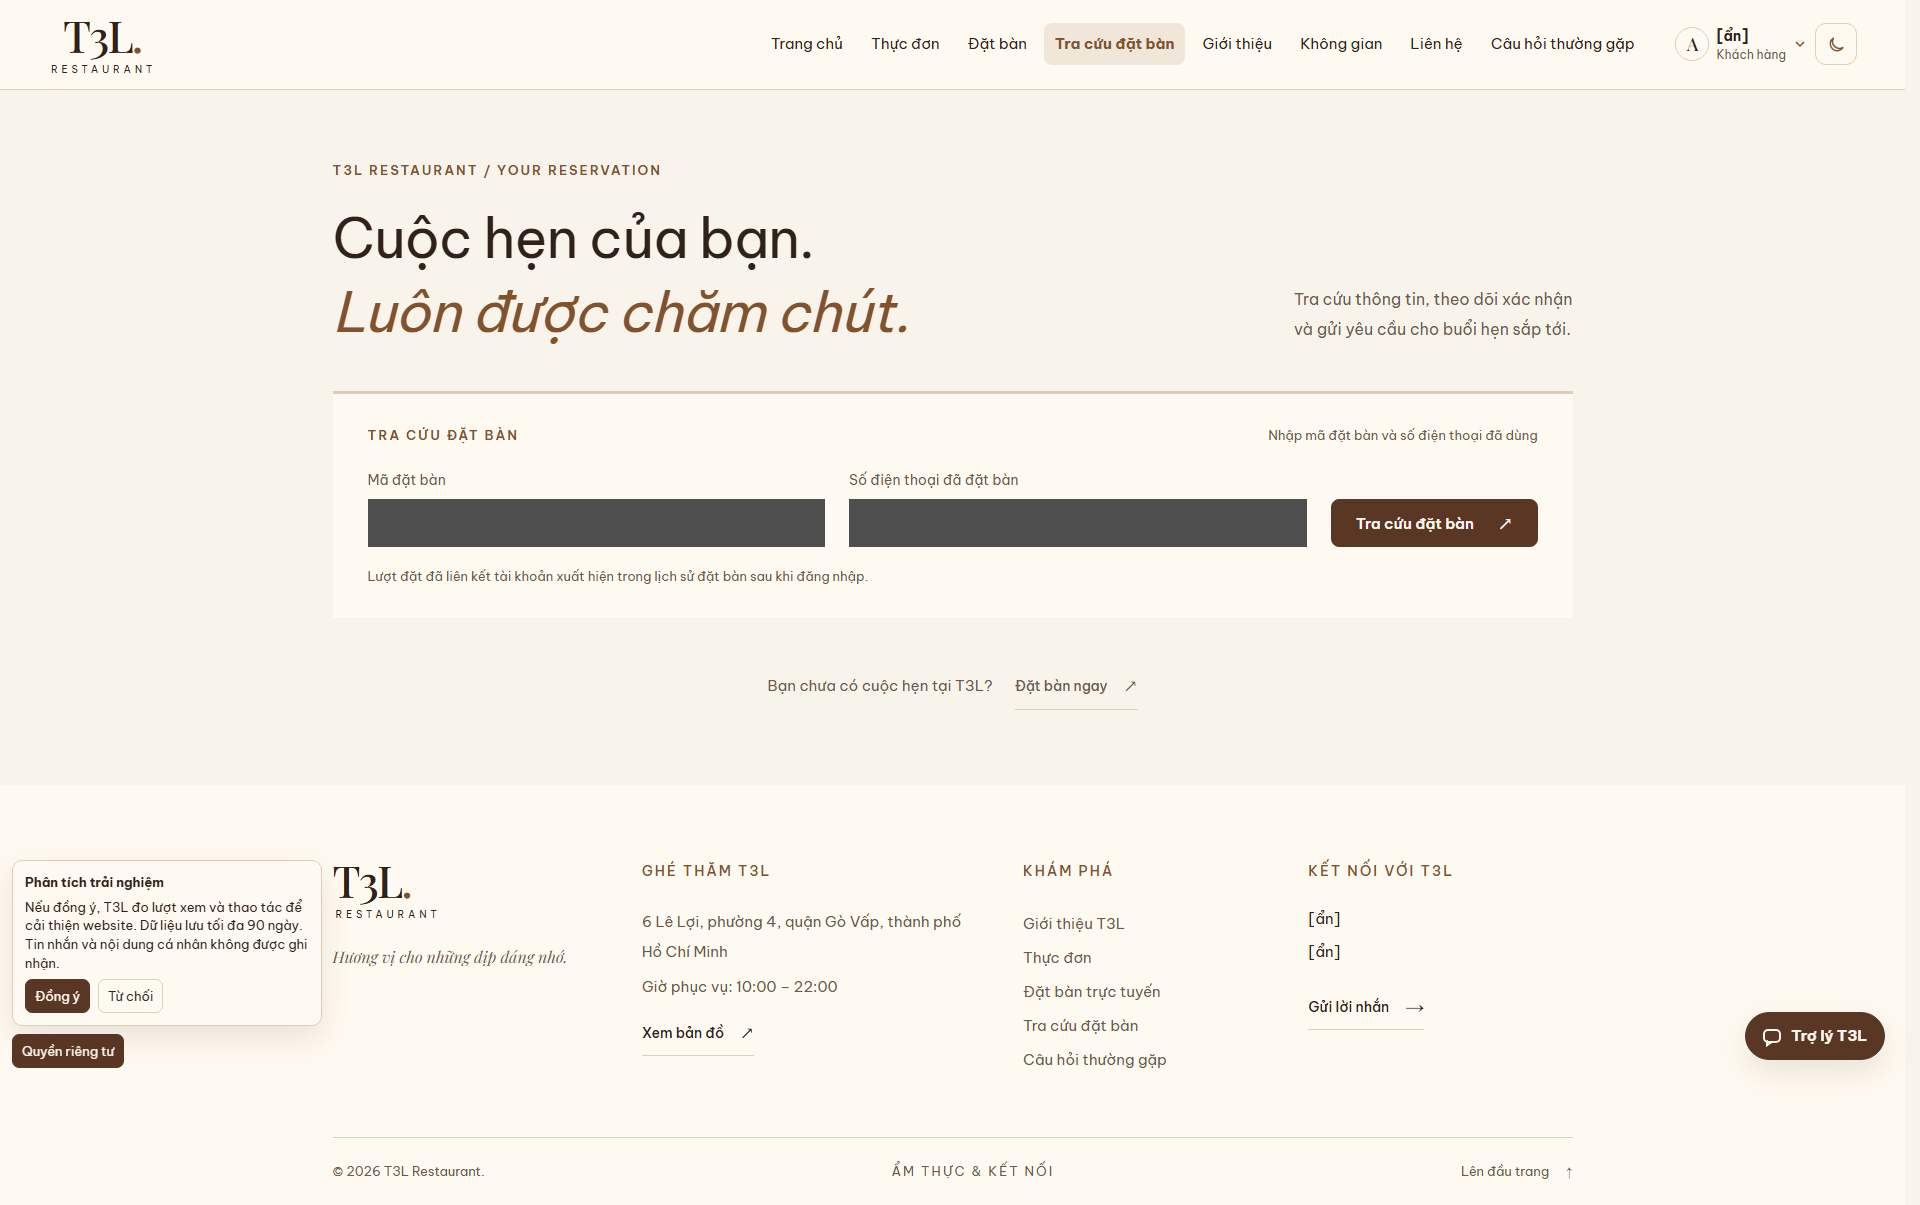 T3L.
RESTAURANT
Trang chủ
Thực đơn
Đặt bàn
Tra cứu đặt bàn
Giới thiệu
Không gian
Liên hệ
Câu hỏi thường gặp
A
[ẩn]
Khách hàng
T3L RESTAURANT / YOUR RESERVATION
Cuộc hẹn của bạn.
Luôn được chăm chút.
Tra cứu thông tin, theo dõi xác nhận
và gửi yêu cầu cho buổi hẹn sắp tới.
TRA CỨU ĐẶT BÀN
Nhập mã đặt bàn và số điện thoại đã dùng
Mã đặt bàn
Số điện thoại đã đặt bàn
Tra cứu đặt bàn ↗
Lượt đặt đã liên kết tài khoản xuất hiện trong lịch sử đặt bàn sau khi đăng nhập.
Bạn chưa có cuộc hẹn tại T3L?
Đặt bàn ngay ↗
Phân tích trải nghiệm
Nếu đồng ý, T3L đo lượt xem và thao tác để
cải thiện website. Dữ liệu lưu tối đa 90 ngày.
Tin nhắn và nội dung cá nhân không được ghi
nhận.
Đồng ý
Từ chối
Quyền riêng tư
T3L.
RESTAURANT
Hương vị cho những dịp đáng nhớ.
GHÉ THĂM T3L
6 Lê Lợi, phường 4, quận Gò Vấp, thành phố
Hồ Chí Minh
Giờ phục vụ: 10:00 – 22:00
Xem bản đồ ↗
KHÁM PHÁ
Giới thiệu T3L
Thực đơn
Đặt bàn trực tuyến
Tra cứu đặt bàn
Câu hỏi thường gặp
KẾT NỐI VỚI T3L
[ẩn]
[ẩn]
Gửi lời nhắn →
Trợ lý T3L
© 2026 T3L Restaurant.
ẨM THỰC & KẾT NỐI
Lên đầu trang ↑